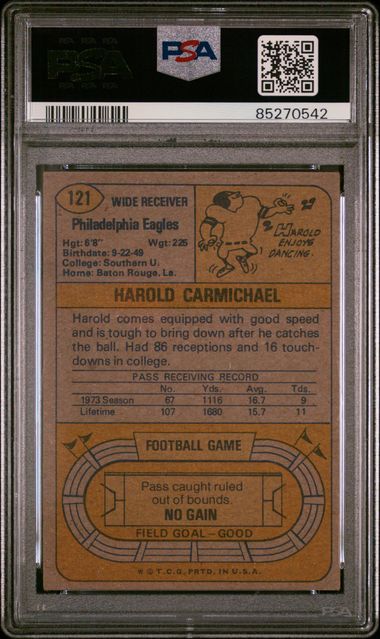 PSA
PSA
85270542
121
WIDE RECEIVER
Philadelphia Eagles
Hgt: 6'8" Wgt: 225
Birthdate: 9-22-49
College: Southern U.
Home: Baton Rouge, La.
HAROLD
ENJOYS
DANCING.
HAROLD CARMICHAEL
Harold comes equipped with good speed
and is tough to bring down after he catches
the ball. Had 86 receptions and 16 touch-
downs in college.
PASS RECEIVING RECORD
No. Yds. Avg. Tds.
1973 Season 67 1116 16.7 9
Lifetime 107 1680 15.7 11
FOOTBALL GAME
Pass caught ruled
out of bounds.
NO GAIN
FIELD GOAL – GOOD
© T.C.G. PRTD. IN U.S.A.
PSA